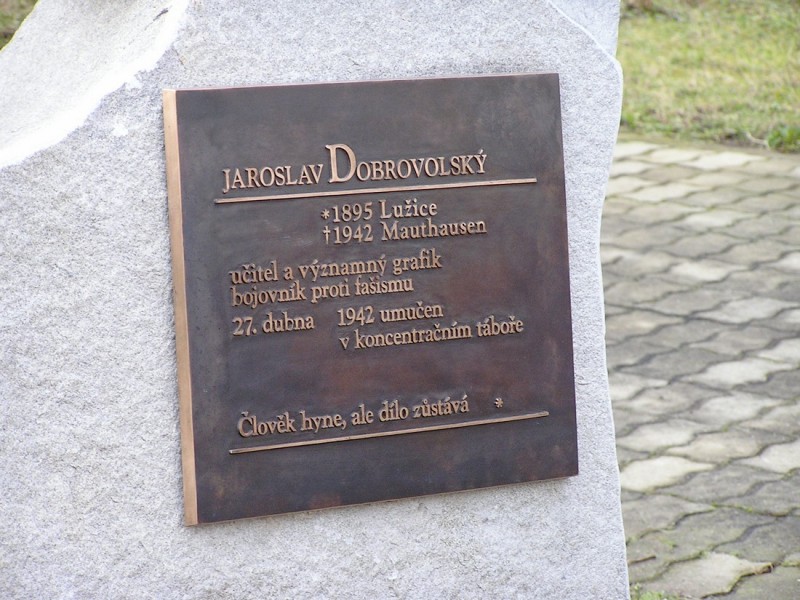 JAROSLAV DOBROVOLSKÝ
*1895 Lužice
†1942 Mauthausen
učitel a významný grafik
bojovník proti fašismu
27. dubna 1942 umučen
v koncentračním táboře
Člověk hyne, ale dílo zůstává *